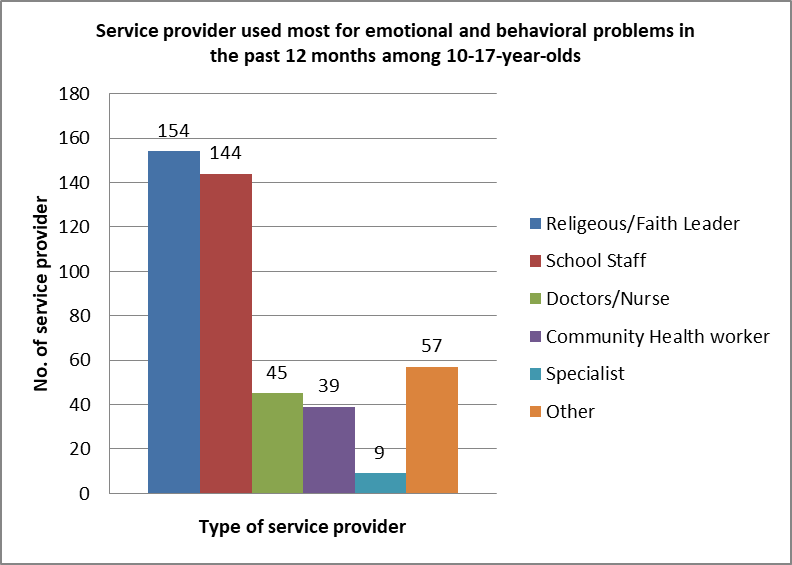 Service provider used most for emotional and behavioral problems in
the past 12 months among 10-17-year-olds
180
160
140
120
100
80
60
40
20
0
No. of service provider
154
144
45
39
9
57
Type of service provider
Religeous/Faith Leader
School Staff
Doctors/Nurse
Community Health worker
Specialist
Other